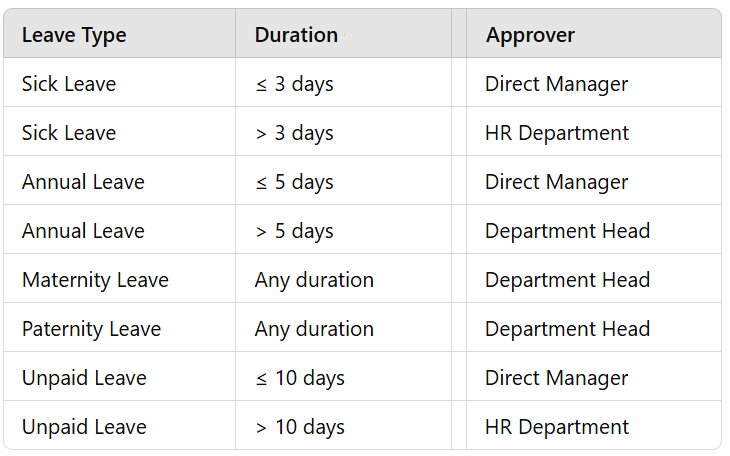 Leave Type Duration Approver
Sick Leave ≤ 3 days Direct Manager
Sick Leave > 3 days HR Department
Annual Leave ≤ 5 days Direct Manager
Annual Leave > 5 days Department Head
Maternity Leave Any duration Department Head
Paternity Leave Any duration Department Head
Unpaid Leave ≤ 10 days Direct Manager
Unpaid Leave > 10 days HR Department